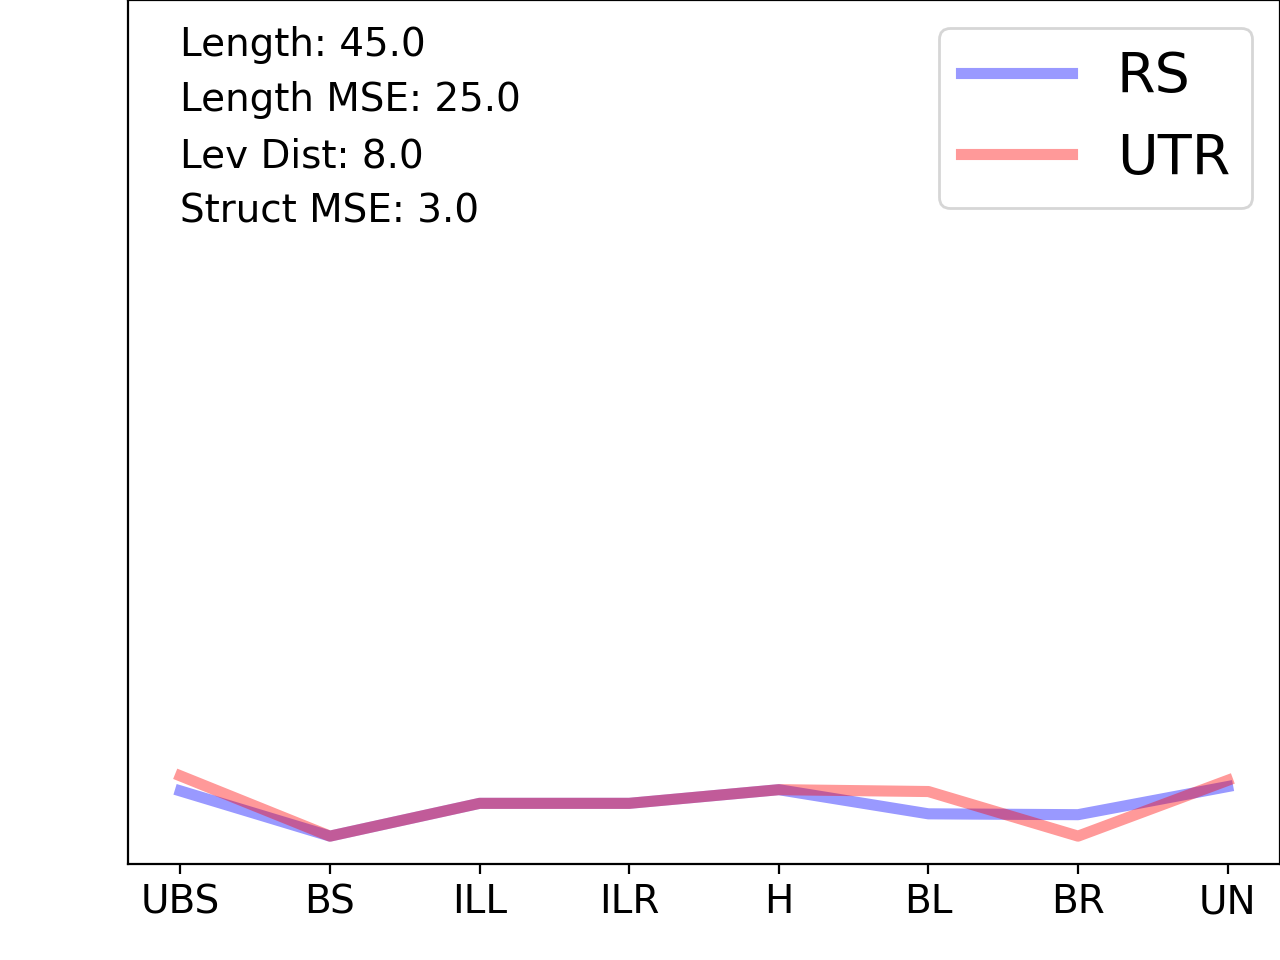 Length: 45.0
Length MSE: 25.0
Lev Dist: 8.0
Struct MSE: 3.0
RS
UTR
UBS BS ILL ILR H BL BR UN